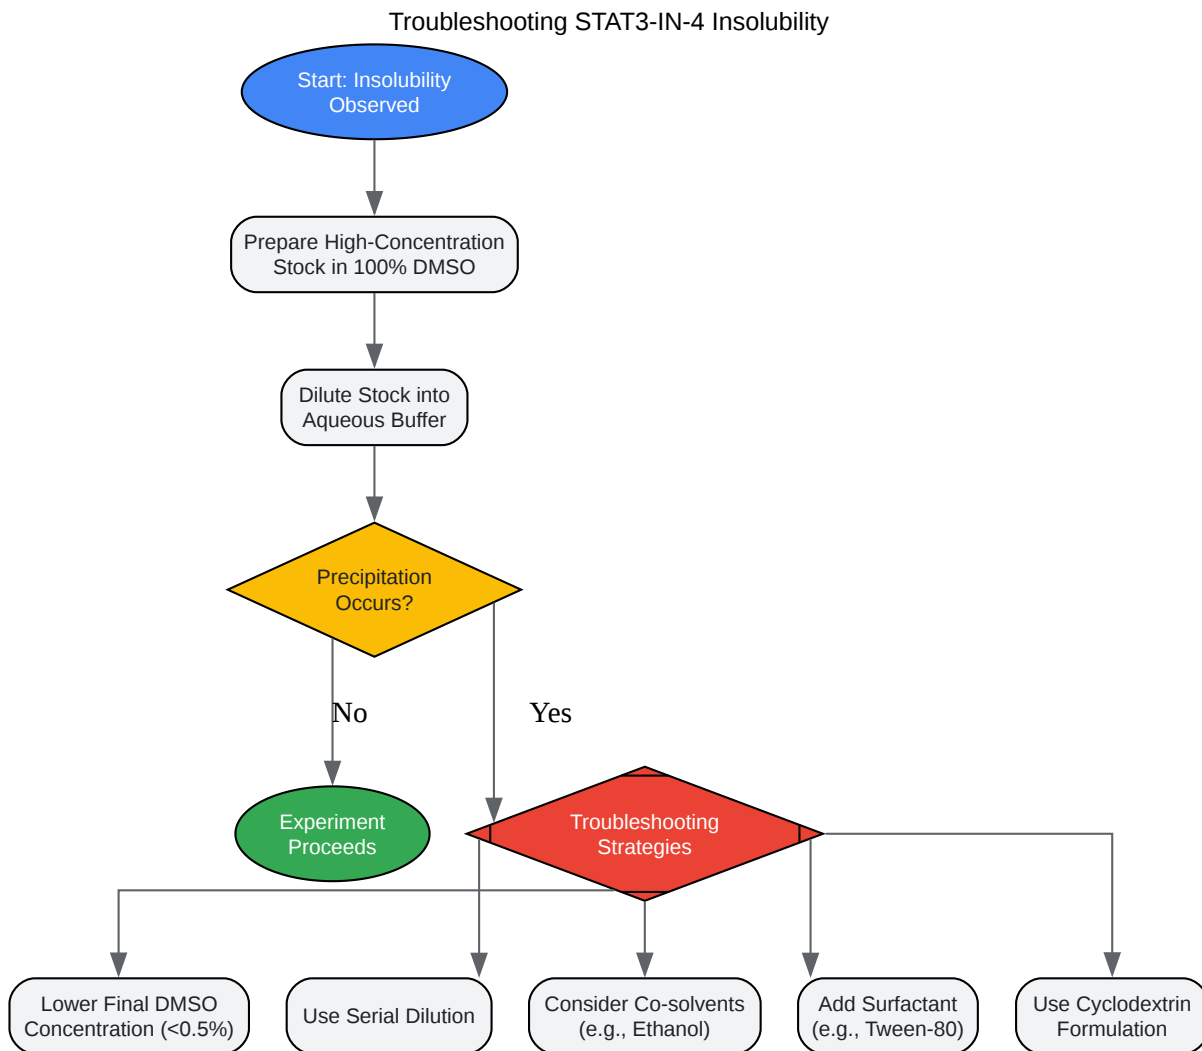 Troubleshooting STAT3-IN-4 Insolubility
Start: Insolubility
Observed
Prepare High-Concentration
Stock in 100% DMSO
Dilute Stock into
Aqueous Buffer
Precipitation
Occurs?
No
Yes
Experiment
Proceeds
Troubleshooting
Strategies
Lower Final DMSO
Concentration (<0.5%)
Use Serial Dilution
Consider Co-solvents
(e.g., Ethanol)
Add Surfactant
(e.g., Tween-80)
Use Cyclodextrin
Formulation